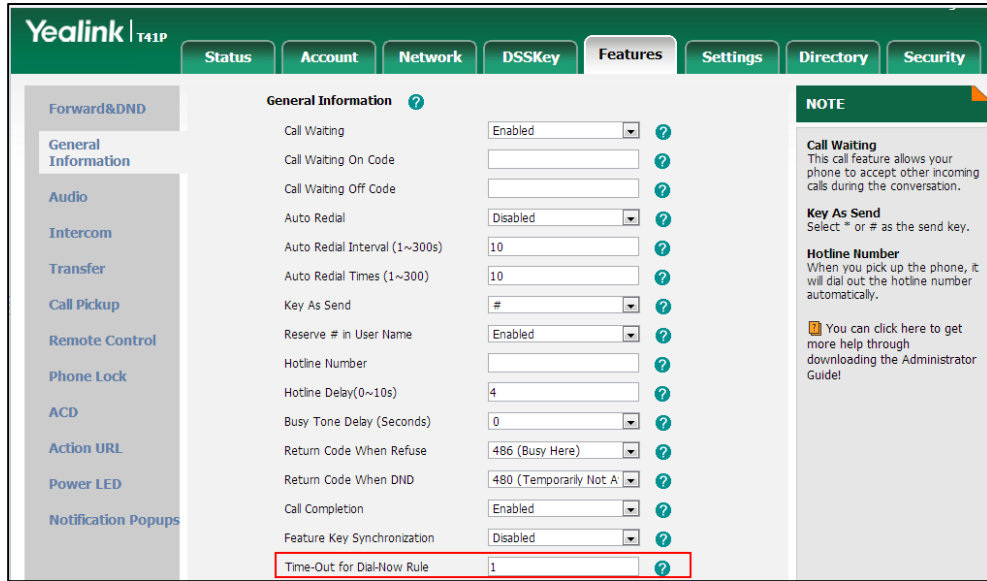 Yealink T41P
Status
Account
Network
DSSKey
Features
Settings
Directory
Security
Forward&DND
General
Information
Audio
Intercom
Transfer
Call Pickup
Remote Control
Phone Lock
ACD
Action URL
Power LED
Notification Popups
General Information
Call Waiting Enabled
Call Waiting On Code
Call Waiting Off Code
Auto Redial Disabled
Auto Redial Interval (1~300s) 10
Auto Redial Times (1~300) 10
Key As Send #
Reserve # in User Name Enabled
Hotline Number
Hotline Delay(0~10s) 4
Busy Tone Delay (Seconds) 0
Return Code When Refuse 486 (Busy Here)
Return Code When DND 480 (Temporarily Not A
Call Completion Enabled
Feature Key Synchronization Disabled
Time-Out for Dial-Now Rule 1
NOTE
Call Waiting
This call feature allows your
phone to accept other incoming
calls during the conversation.
Key As Send
Select * or # as the send key.
Hotline Number
When you pick up the phone, it
will dial out the hotline number
automatically.
You can click here to get
more help through
downloading the Administrator
Guide!